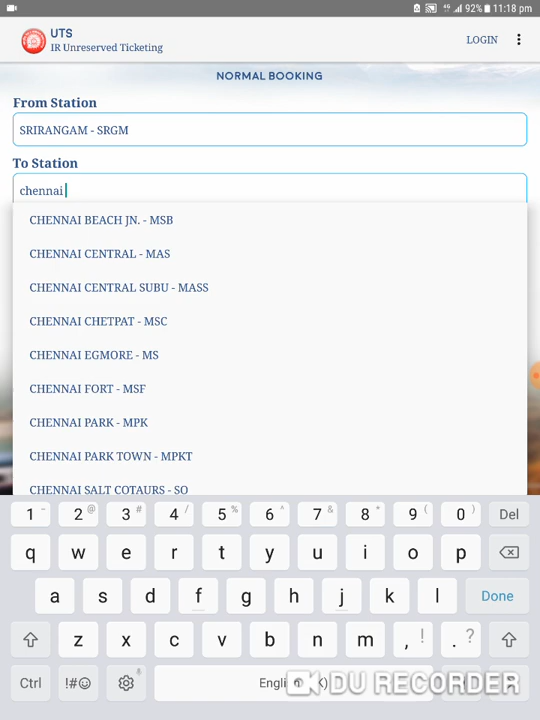 92% 11:18 pm
UTS
IR Unreserved Ticketing
LOGIN
NORMAL BOOKING
From Station
SRIRANGAM - SRGM
To Station
chennai
CHENNAI BEACH JN. - MSB
CHENNAI CENTRAL - MAS
CHENNAI CENTRAL SUBU - MASS
CHENNAI CHETPAT - MSC
CHENNAI EGMORE - MS
CHENNAI FORT - MSF
CHENNAI PARK - MPK
CHENNAI PARK TOWN - MPKT
CHENNAI SALT COTAURS - SO
1 ~ 2 @ 3 # 4 / 5 % 6 ^ 7 & 8 * 9 ( 0 ) Del
q w e r t y u i o p
a s d f g h j k l Done
z x c v b n m , ! . ?
Ctrl !#☺ DU RECORDER